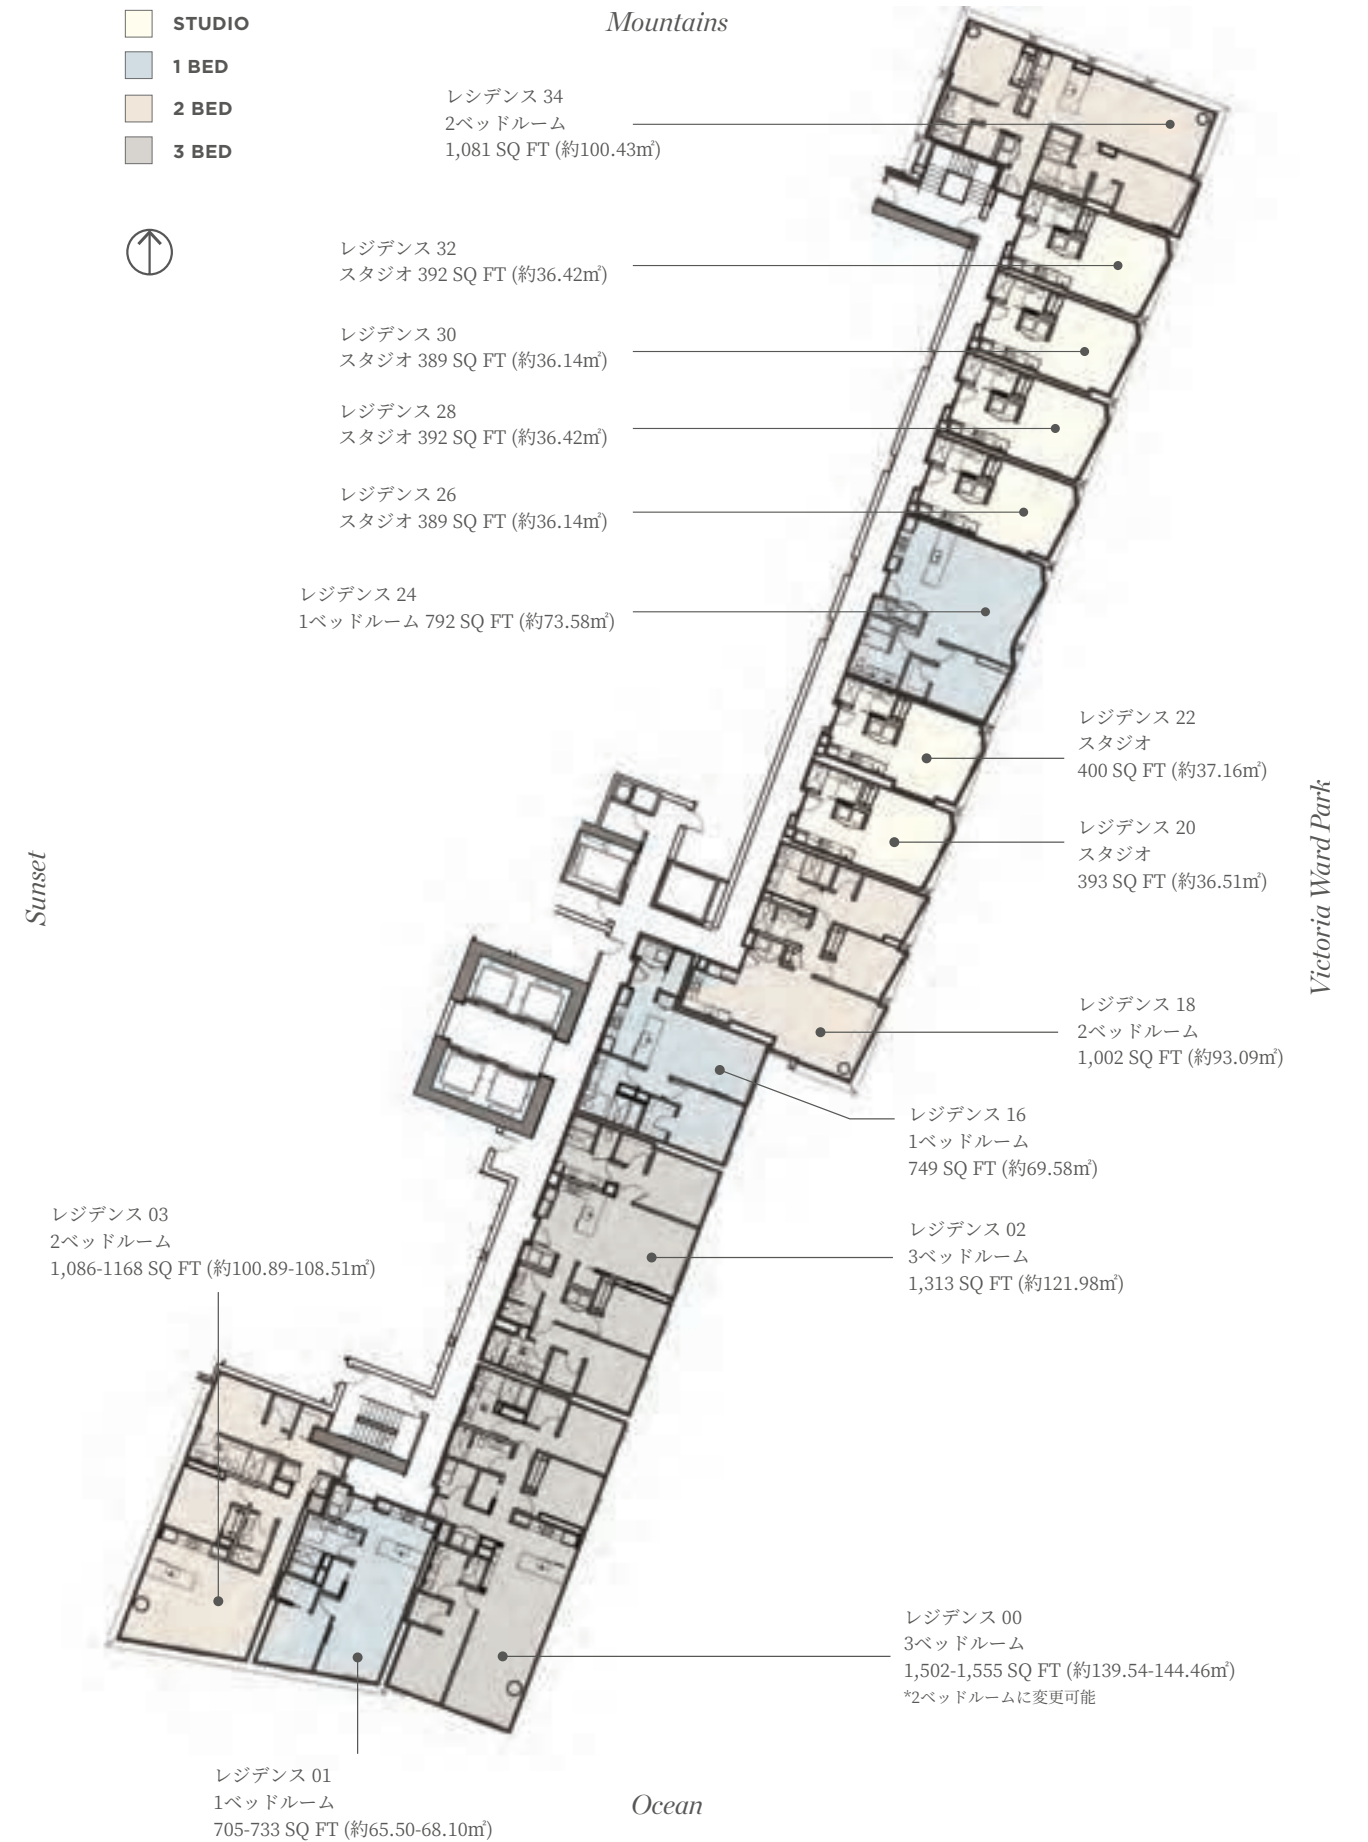 STUDIO
1 BED
2 BED
3 BED
Mountains
レシデンス 34
2ベッドルーム
1,081 SQ FT (約100.43㎡)
レジデンス 32
スタジオ 392 SQ FT (約36.42㎡)
レジデンス 30
スタジオ 389 SQ FT (約36.14㎡)
レジデンス 28
スタジオ 392 SQ FT (約36.42㎡)
レジデンス 26
スタジオ 389 SQ FT (約36.14㎡)
レジデンス 24
1ベッドルーム 792 SQ FT (約73.58㎡)
レジデンス 22
スタジオ
400 SQ FT (約37.16㎡)
レジデンス 20
スタジオ
393 SQ FT (約36.51㎡)
Victoria Ward Park
Sunset
レジデンス 18
2ベッドルーム
1,002 SQ FT (約93.09㎡)
レジデンス 16
1ベッドルーム
749 SQ FT (約69.58㎡)
レジデンス 03
2ベッドルーム
1,086-1168 SQ FT (約100.89-108.51㎡)
レジデンス 02
3ベッドルーム
1,313 SQ FT (約121.98㎡)
レジデンス 00
3ベッドルーム
1,502-1,555 SQ FT (約139.54-144.46㎡)
*2ベッドルームに変更可能
レジデンス 01
1ベッドルーム
705-733 SQ FT (約65.50-68.10㎡)
Ocean